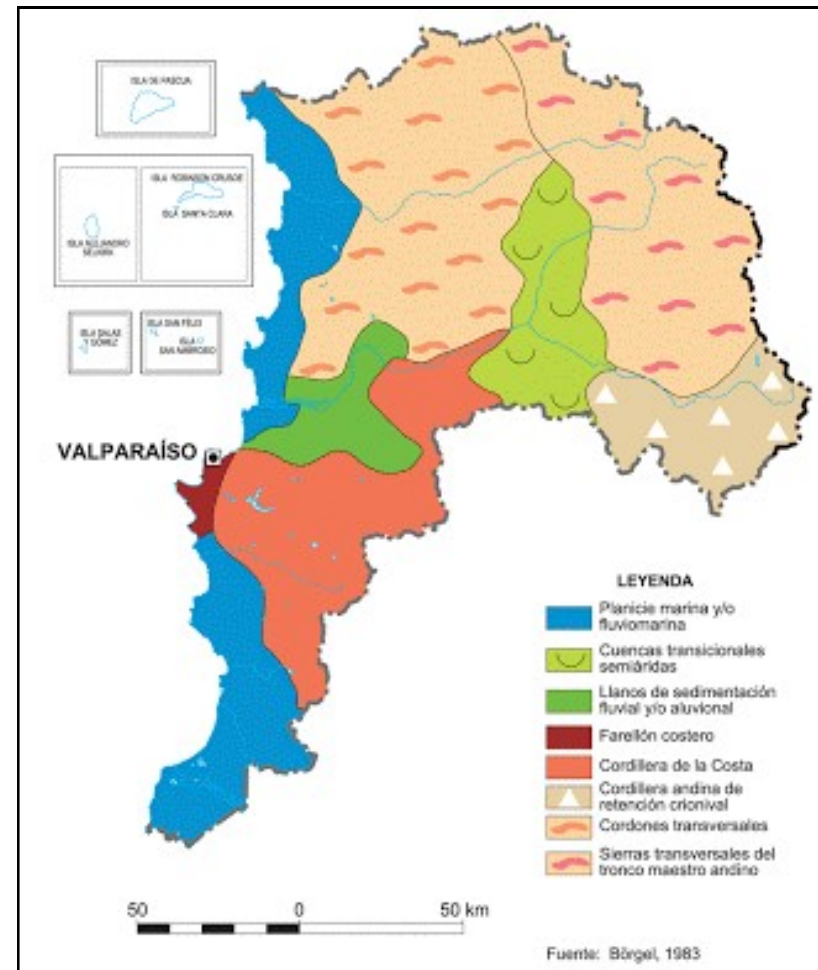 ISLA DE PASCUA
ISLA ROBINSON CRUSOE
ISLA SANTA CLARA
ISLA ALEJANDRO
SELKIRK
ISLA SALAS
Y GÓMEZ
ISLA SAN FÉLIX
ISLA
SAN AMBROSIO
VALPARAÍSO
LEYENDA
Planicie marina y/o
fluviomarina
Cuencas transicionales
semiáridas
Llanos de sedimentación
fluvial y/o aluvional
Farellón costero
Cordillera de la Costa
Cordillera andina de
retención crionival
Cordones transversales
Sierras transversales del
tronco maestro andino
50 0 50 km
Fuente: Börgel, 1983